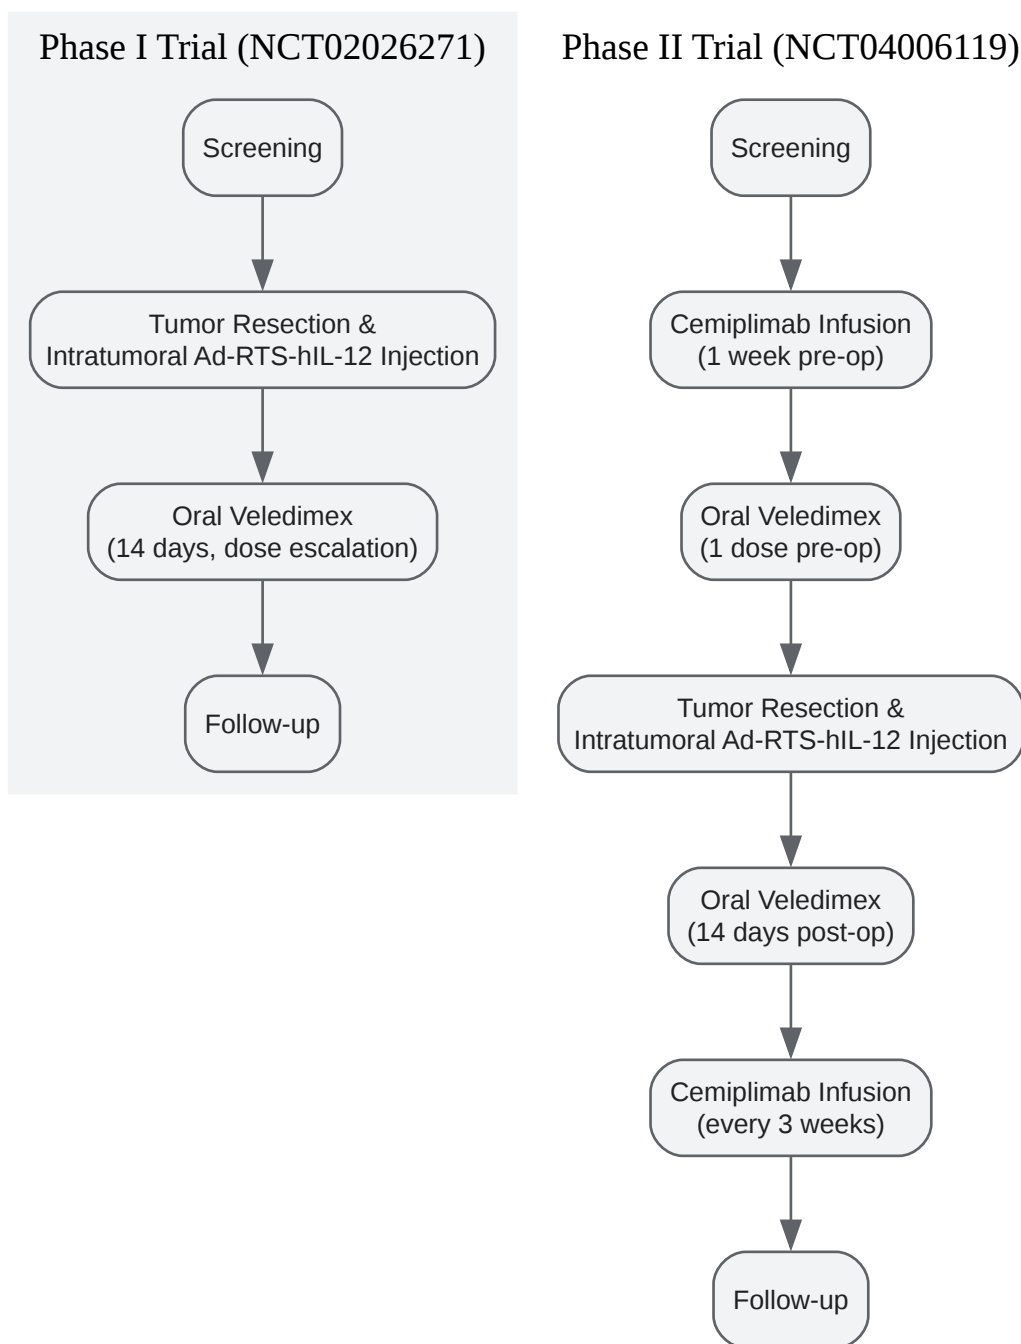 Phase I Trial (NCT02026271)
Screening
Tumor Resection &
Intratumoral Ad-RTS-hIL-12 Injection
Oral Veledimex
(14 days, dose escalation)
Follow-up
Phase II Trial (NCT04006119)
Screening
Cemiplimab Infusion
(1 week pre-op)
Oral Veledimex
(1 dose pre-op)
Tumor Resection &
Intratumoral Ad-RTS-hIL-12 Injection
Oral Veledimex
(14 days post-op)
Cemiplimab Infusion
(every 3 weeks)
Follow-up